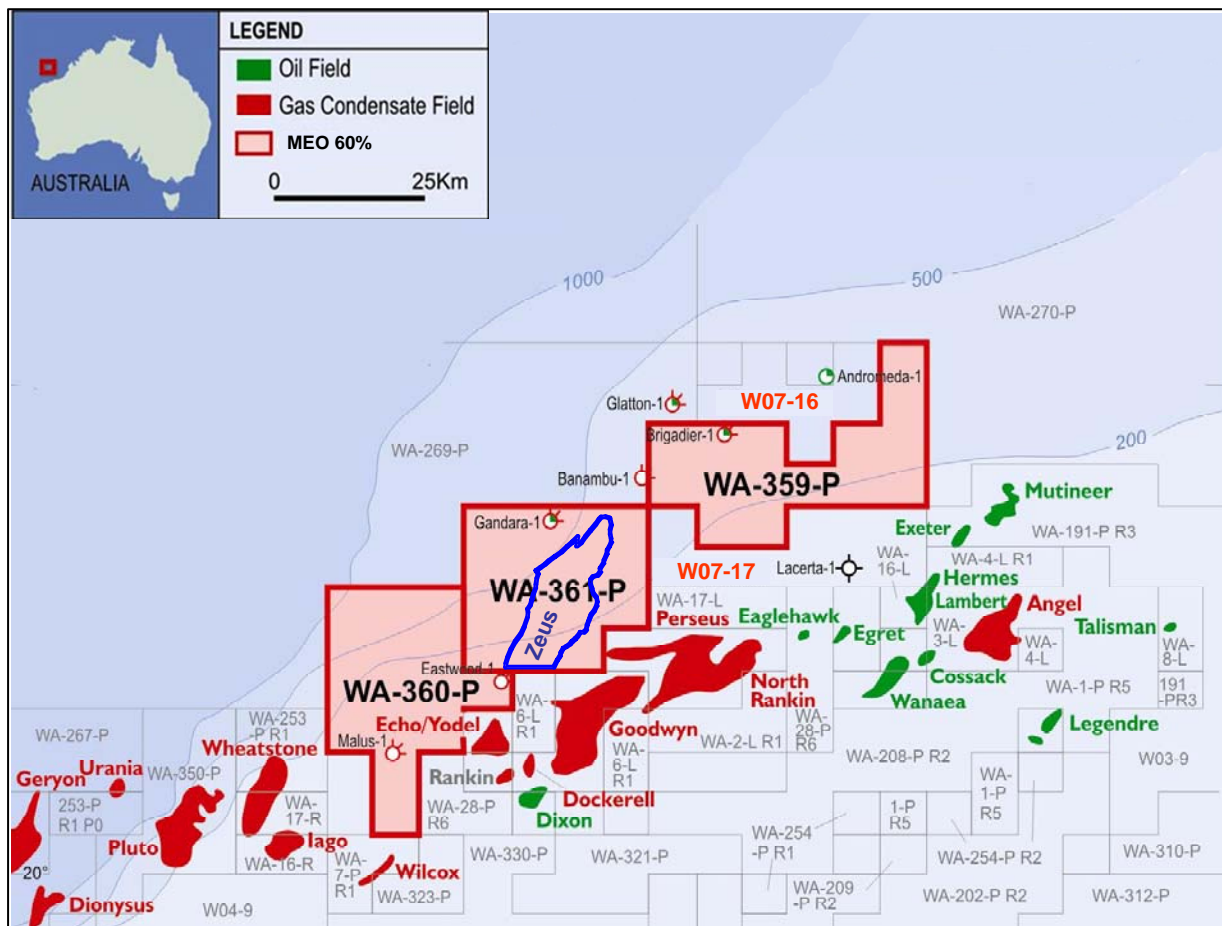 LEGEND
Oil Field
Gas Condensate Field
MEO 60%
0 25Km
AUSTRALIA
1000
500
WA-270-P
Andromeda-1
Glatton-1
W07-16
Brigadier-1
200
WA-269-P
Banambu-1
WA-359-P
Mutineer
Gandara-1
Exeter
WA-191-P R3
WA-361-P
Zeus
W07-17
Lacerta-1
WA-
16-L
WA-4-L R1
Hermes
Lambert
WA-17-L
Perseus
Eaglehawk
Egret
WA-
3-L
Angel
WA-
4-L
Talisman
WA-
8-L
Eastwood-1
WA-360-P
North
Rankin
Cossack
Wanaea
WA-1-P R5
191
-PR3
WA-
6-L
R1
Echo/Yodel
Goodwyn
Legendre
WA-253
-P R1
WA-267-P
Malus-1
WA-
6-L
R1
WA-2-L R1
WA-
28-P
R6
WA-208-P R2
W03-9
Wheatstone
Urania
WA-350-P
Geryon
Rankin
Dockerell
WA-
1-P
R5
253-P
R1 P0
WA-
17-R
WA-28-P
R6
Dixon
1-P
R5
Pluto
Iago
WA-16-R
WA-
7-P
R1
Wilcox
WA-330-P
WA-321-P
WA-254
-P R1
WA-254-P R2
WA-310-P
20°
Dionysus
W04-9
WA-323-P
WA-209
-P R2
WA-202-P R2
WA-312-P